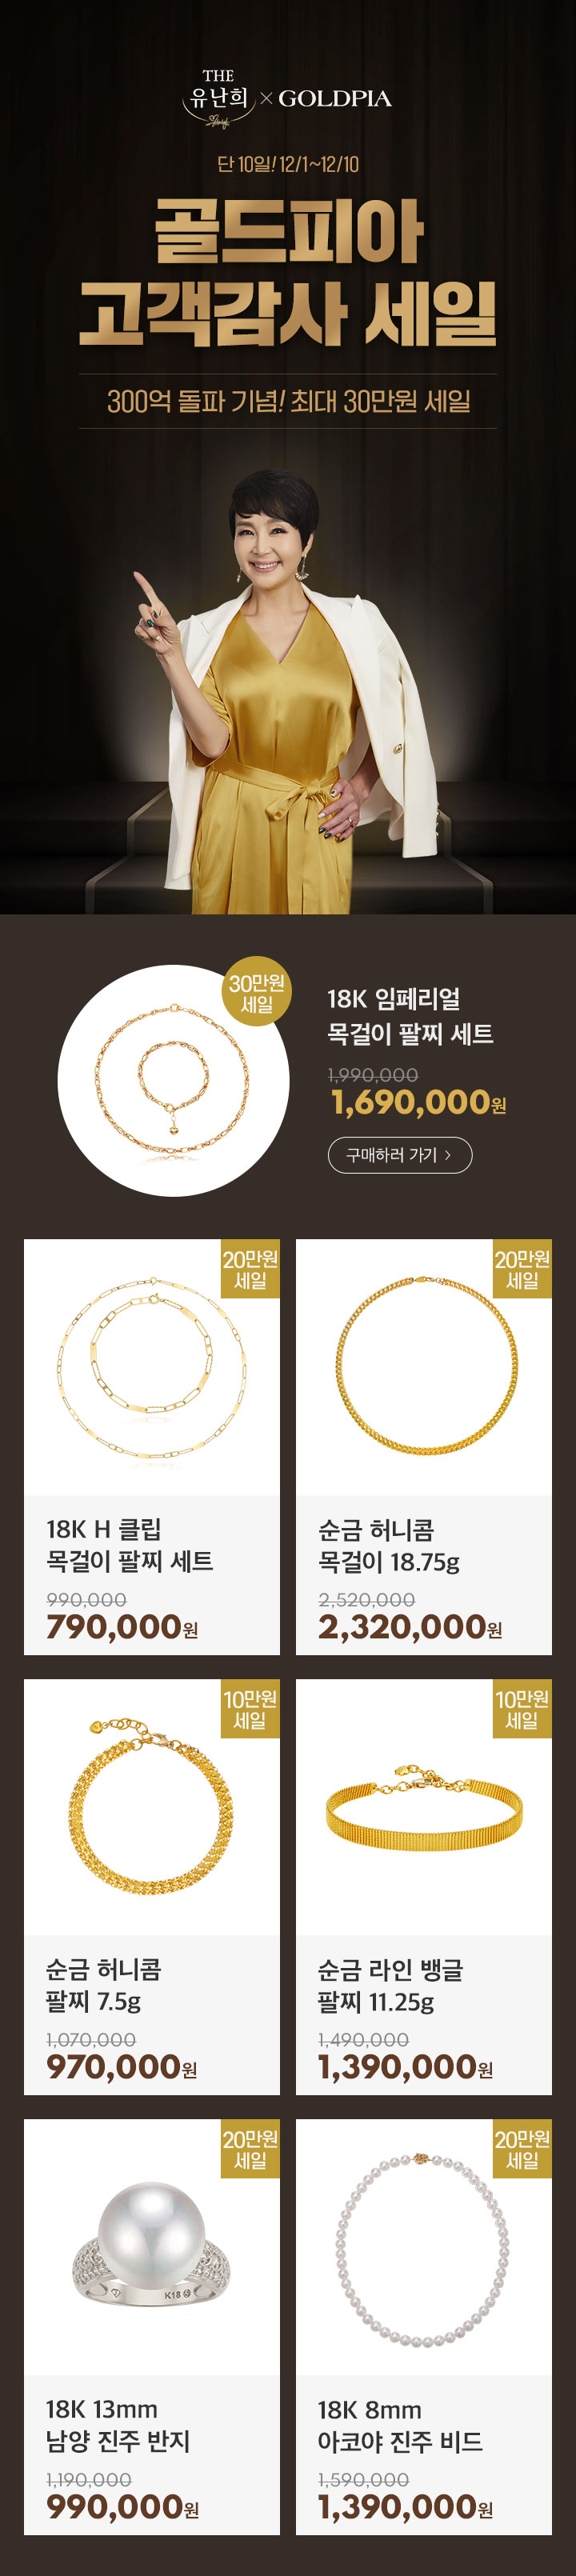 THE
유난희 × GOLDPIA
단 10일! 12/1~12/10
골드피아
고객감사 세일
300억 돌파 기념! 최대 30만원 세일
30만원
세일
18K 임페리얼
목걸이 팔찌 세트
1,990,000
1,690,000원
구매하러 가기 >
20만원
세일
18K H 클립
목걸이 팔찌 세트
990,000
790,000원
20만원
세일
순금 허니콤
목걸이 18.75g
2,520,000
2,320,000원
10만원
세일
순금 허니콤
팔찌 7.5g
1,070,000
970,000원
10만원
세일
순금 라인 뱅글
팔찌 11.25g
1,490,000
1,390,000원
20만원
세일
K18
18K 13mm
남양 진주 반지
1,190,000
990,000원
20만원
세일
18K 8mm
아코야 진주 비드
1,590,000
1,390,000원